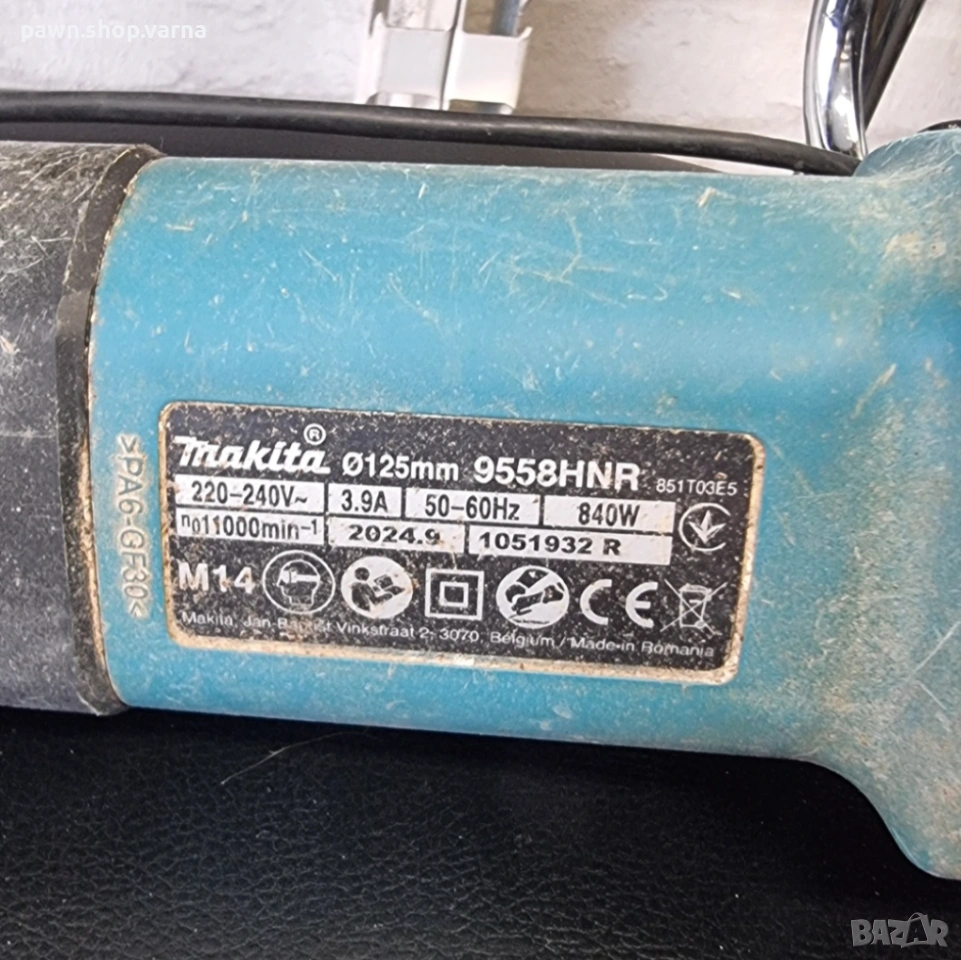 pawn.shop.varna
makita® Ø125mm 9558HNR 851T03E5
220-240V~ 3.9A 50-60Hz 840W
n₀11000min⁻¹ 2024.9 1051932 R
M14 CE
Makita, Jan-Baptist Vinkstraat 2, 3070, Belgium / Made in Romania
>PA6-GF30<
BAZAR